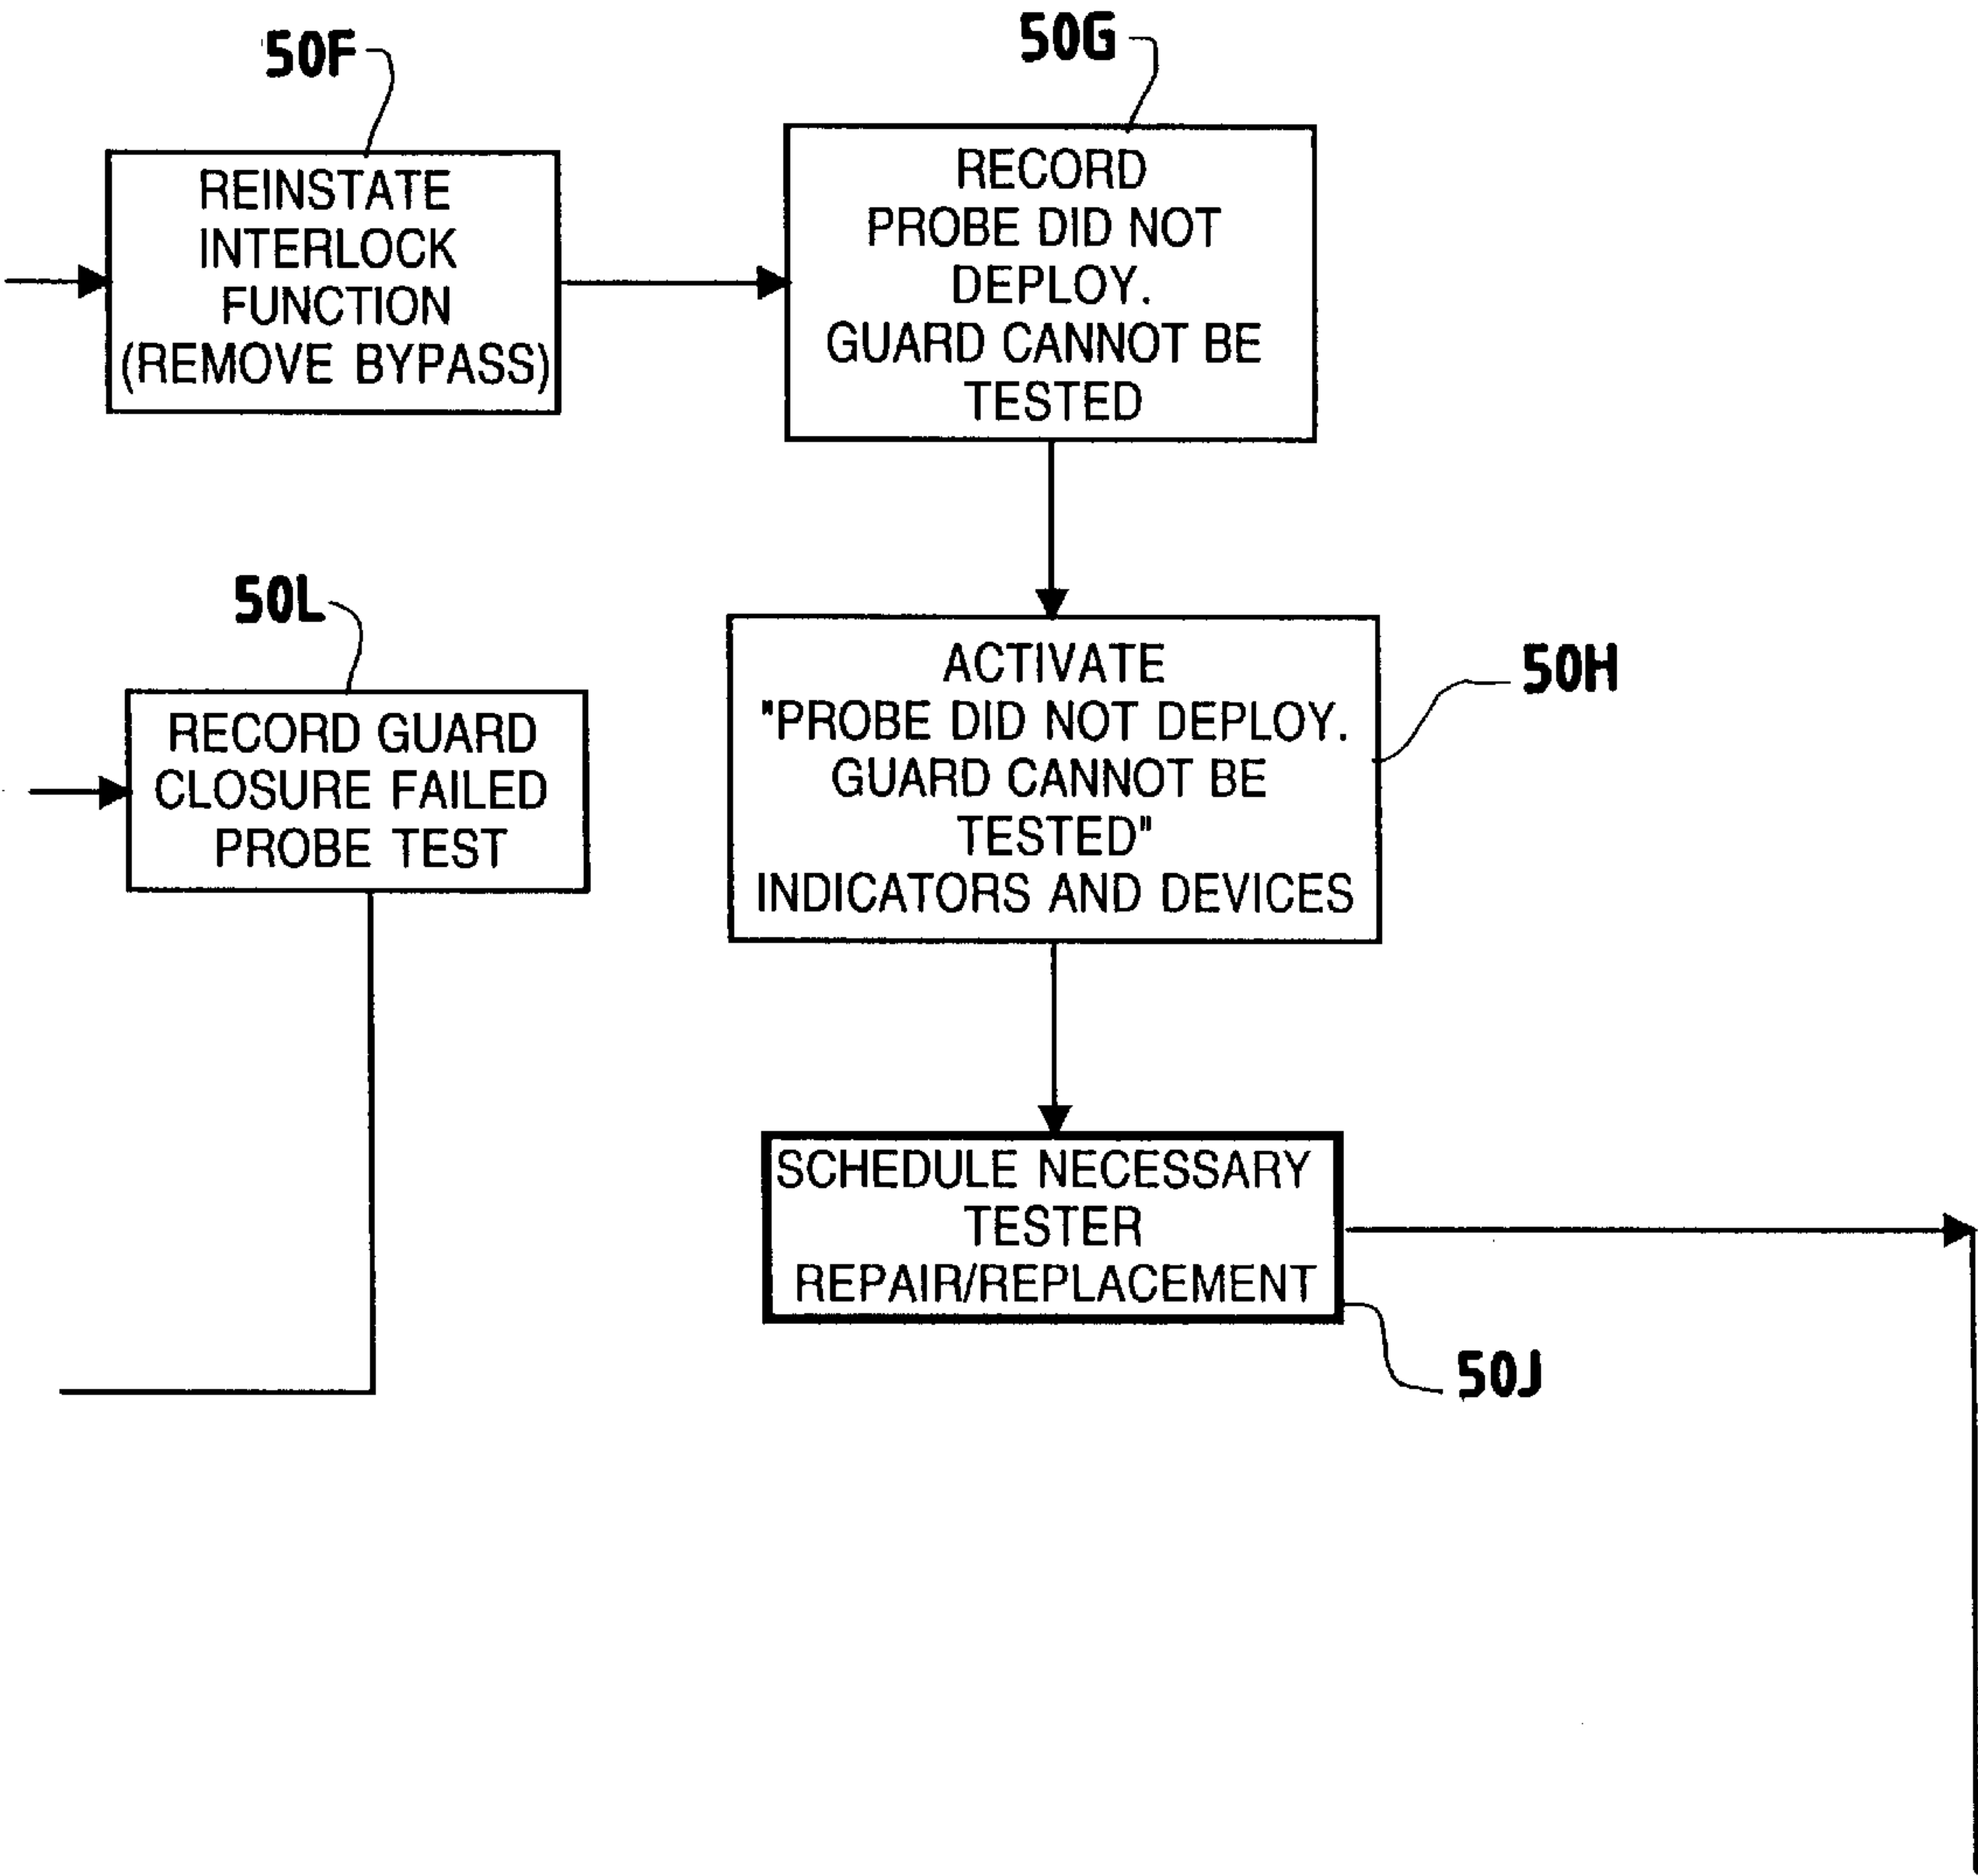 50F
REINSTATE
INTERLOCK
FUNCTION
(REMOVE BYPASS)
50G
RECORD
PROBE DID NOT
DEPLOY.
GUARD CANNOT BE
TESTED
50L
RECORD GUARD
CLOSURE FAILED
PROBE TEST
50H
ACTIVATE
"PROBE DID NOT DEPLOY.
GUARD CANNOT BE
TESTED"
INDICATORS AND DEVICES
SCHEDULE NECESSARY
TESTER
REPAIR/REPLACEMENT
50J